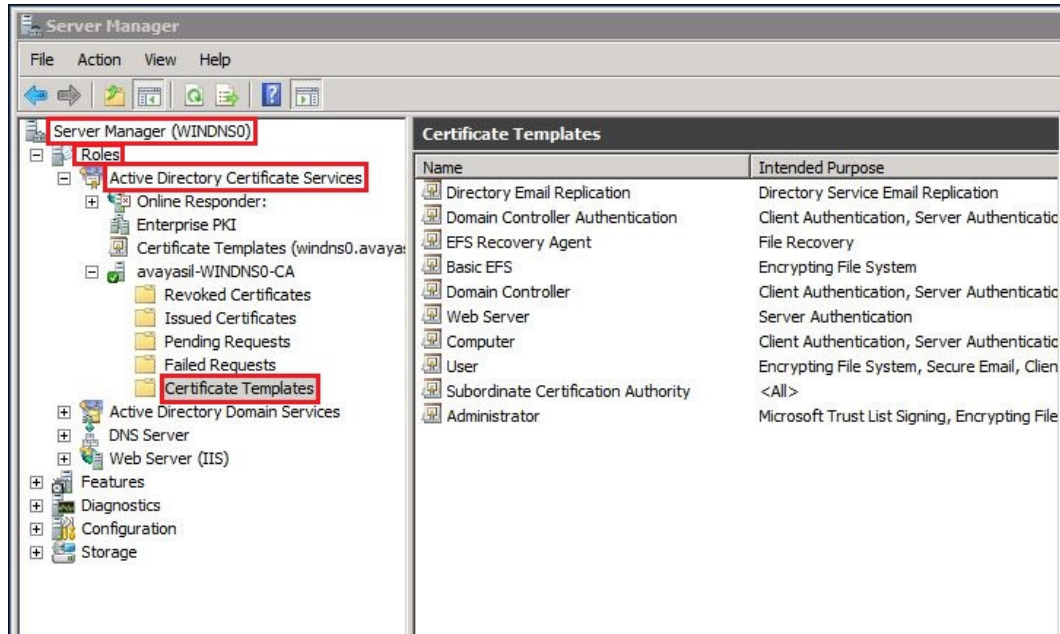 Server Manager
File Action View Help
Server Manager (WINDNS0)
Roles
Active Directory Certificate Services
Online Responder:
Enterprise PKI
Certificate Templates (windns0.avayas
avayasil-WINDNS0-CA
Revoked Certificates
Issued Certificates
Pending Requests
Failed Requests
Certificate Templates
Active Directory Domain Services
DNS Server
Web Server (IIS)
Features
Diagnostics
Configuration
Storage
Certificate Templates
Name Intended Purpose
Directory Email Replication Directory Service Email Replication
Domain Controller Authentication Client Authentication, Server Authenticatio
EFS Recovery Agent File Recovery
Basic EFS Encrypting File System
Domain Controller Client Authentication, Server Authenticatio
Web Server Server Authentication
Computer Client Authentication, Server Authenticatio
User Encrypting File System, Secure Email, Clien
Subordinate Certification Authority <All>
Administrator Microsoft Trust List Signing, Encrypting File